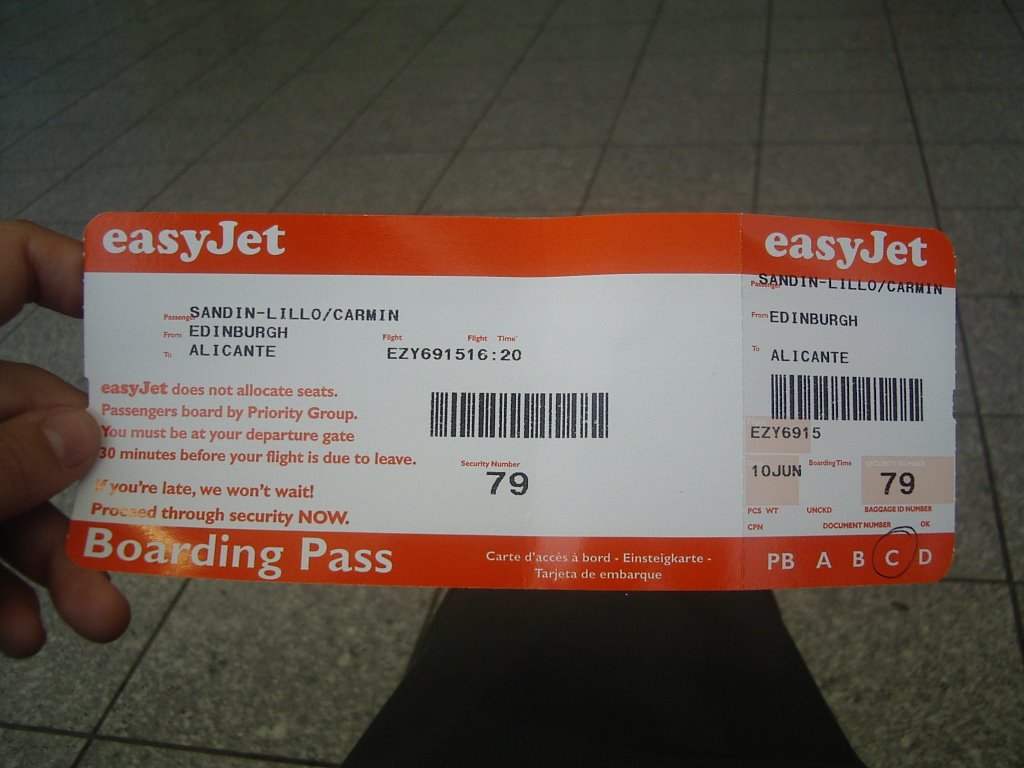 easyJet
Passenger SANDIN-LILLO/CARMIN
From EDINBURGH
To ALICANTE
Flight Flight Time
EZY691516:20
easyJet does not allocate seats.
Passengers board by Priority Group.
You must be at your departure gate
30 minutes before your flight is due to leave.
If you're late, we won't wait!
Proceed through security NOW.
Security Number
79
Boarding Pass
Carte d'accès à bord - Einsteigkarte -
Tarjeta de embarque
easyJet
Passenger SANDIN-LILLO/CARMIN
From EDINBURGH
To ALICANTE
EZY6915
10JUN Boarding Time SECURITY NUMBER
79
PCS WT UNCKD BAGGAGE ID NUMBER
CPN DOCUMENT NUMBER OK
PB A B C D